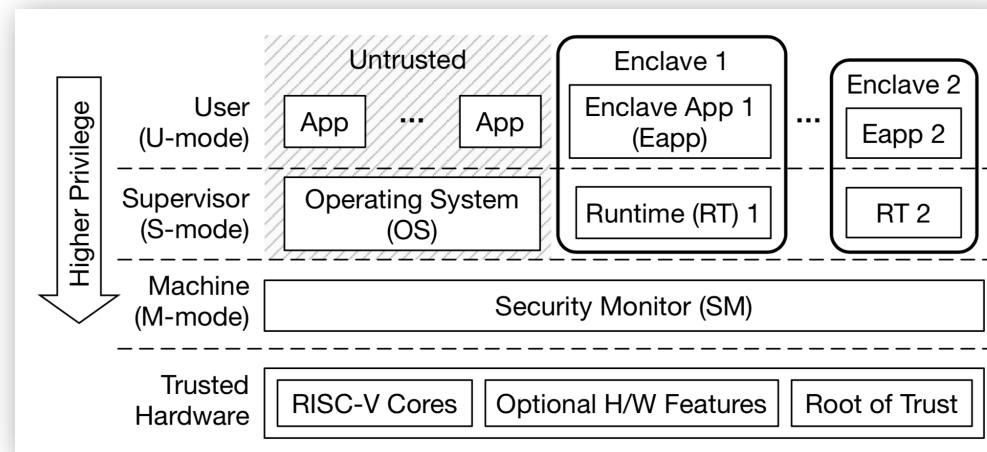 Higher Privilege
User
(U-mode)
Untrusted
App
...
App
Enclave 1
Enclave App 1
(Eapp)
...
Enclave 2
Eapp 2
Supervisor
(S-mode)
Operating System
(OS)
Runtime (RT) 1
RT 2
Machine
(M-mode)
Security Monitor (SM)
Trusted
Hardware
RISC-V Cores
Optional H/W Features
Root of Trust